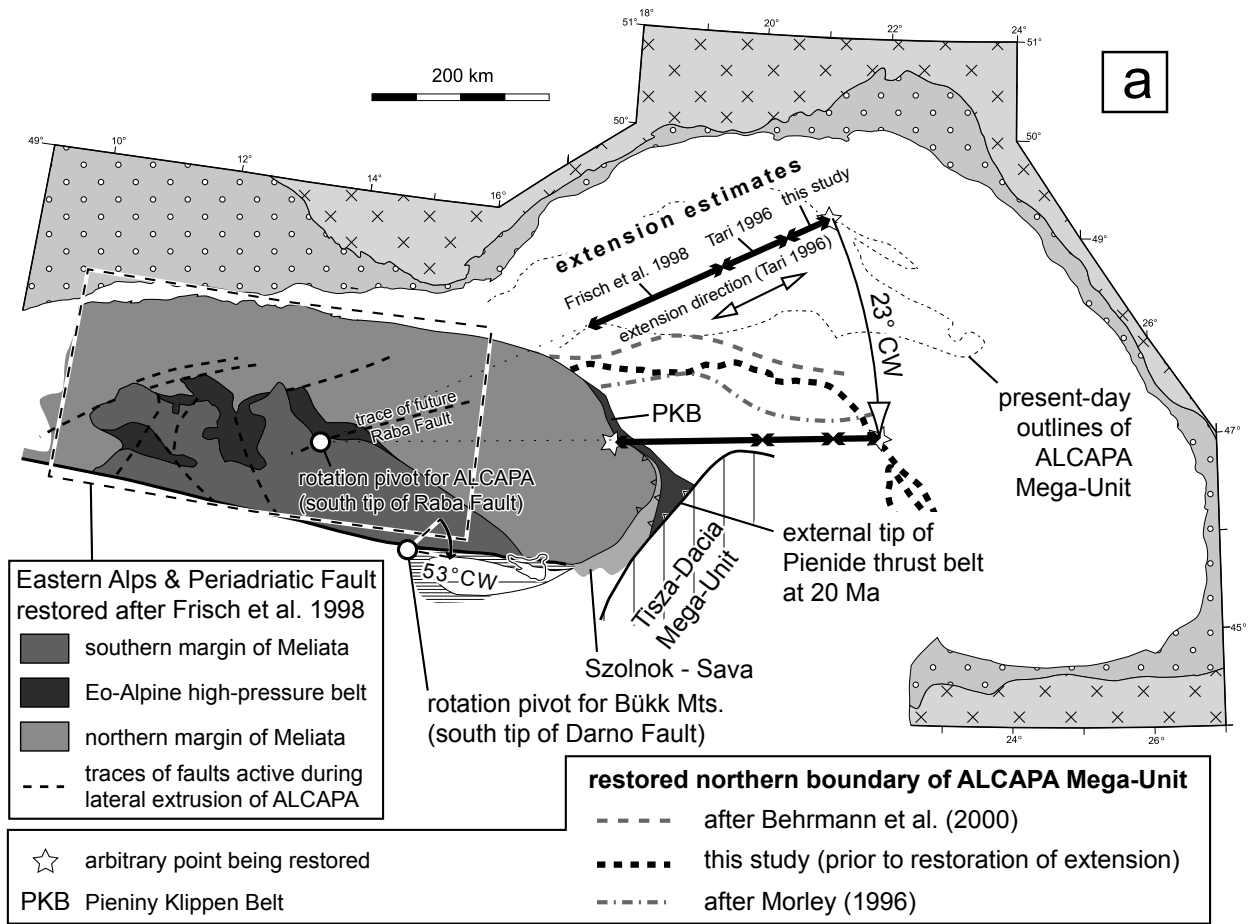 18°
20°
22°
24°
51°
51°
a
200 km
50°
50°
49°
10°
12°
14°
16°
extension estimates
Frisch et al. 1998
Tari 1996
this study
extension direction (Tari 1996)
49°
23° CW
26°
present-day
outlines of
ALCAPA
Mega-Unit
47°
PKB
trace of future
Raba Fault
rotation pivot for ALCAPA
(south tip of Raba Fault)
53°CW
external tip of
Pienide thrust belt
at 20 Ma
Tisza-Dacia
Mega-Unit
45°
Szolnok - Sava
rotation pivot for Bükk Mts.
(south tip of Darno Fault)
24°
26°
Eastern Alps & Periadriatic Fault
restored after Frisch et al. 1998
southern margin of Meliata
Eo-Alpine high-pressure belt
northern margin of Meliata
traces of faults active during
lateral extrusion of ALCAPA
arbitrary point being restored
PKB Pieniny Klippen Belt
restored northern boundary of ALCAPA Mega-Unit
after Behrmann et al. (2000)
this study (prior to restoration of extension)
after Morley (1996)